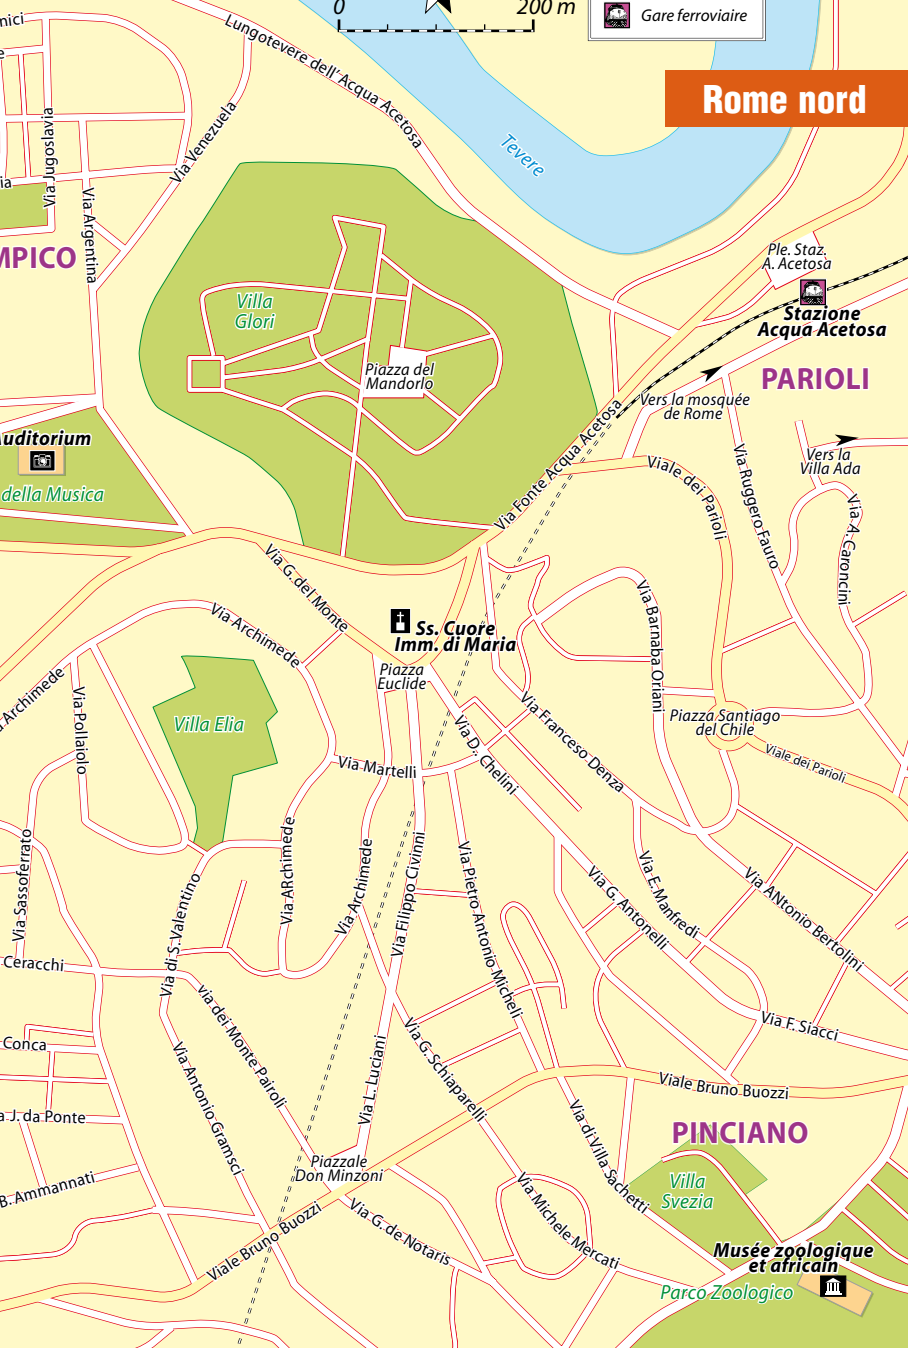 0 200 m
Gare ferroviaire
Rome nord
Lungotevere dell'Acqua Acetosa
Tevere
Via Jugoslavia
Via Venezuela
Via Argentina
Ple. Staz.
A. Acetosa
Stazione
Acqua Acetosa
Villa
Glori
Piazza del
Mandorlo
PARIOLI
Vers la mosquée
de Rome
Vers la
Villa Ada
della Musica
Via Fonte Acqua Acetosa
Viale dei Parioli
Via Ruggero Fauro
Via A. Caroncini
Via G. del Monte
Via Archimede
Ss. Cuore
Imm. di Maria
Piazza
Euclide
Via Barnaba Oriani
Archimede
Via Pollaiolo
Villa Elia
Via Franceso Denza
Piazza Santiago
del Chile
Viale dei Parioli
Via D. Chelini
Via Martelli
Via Sassoferrato
Via ARchimede
Via Archimede
Via Filippo Civinni
Via Pietro Antonio Micheli
Via G. Antonelli
Via E. Manfredi
Via ANtonio Bertolini
Via di S. Valentino
Ceracchi
via dei Monte Pairoli
Via F. Siacci
Conca
Via Antonio Gramsci
Via L. Luciani
Via G. Schiaparelli
Viale Bruno Buozzi
J. da Ponte
Via di Villa Sachetti
PINCIANO
Piazzale
Don Minzoni
B. Ammannati
Villa
Svezia
Via Michele Mercati
Via G. de Notaris
Viale Bruno Buozzi
Musée zoologique
et africain
Parco Zoologico